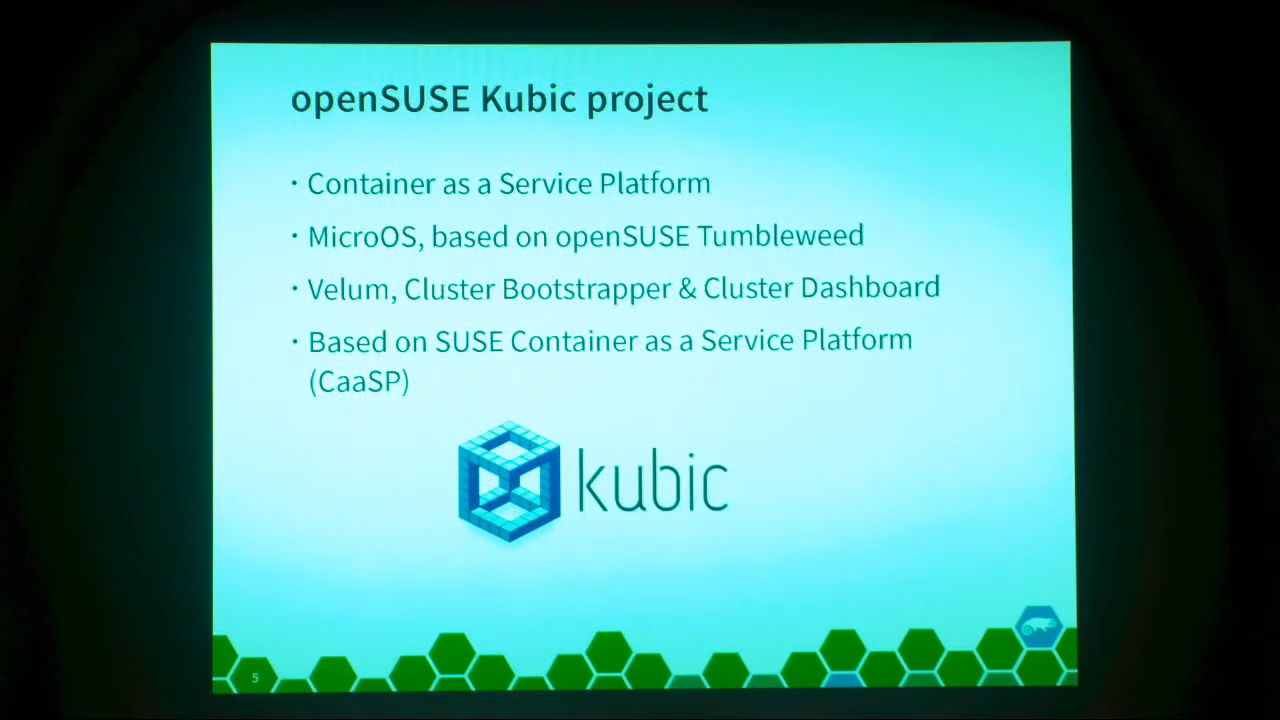 openSUSE Kubic project
· Container as a Service Platform
· MicroOS, based on openSUSE Tumbleweed
· Velum, Cluster Bootstrapper & Cluster Dashboard
· Based on SUSE Container as a Service Platform
(CaaSP)
kubic
5